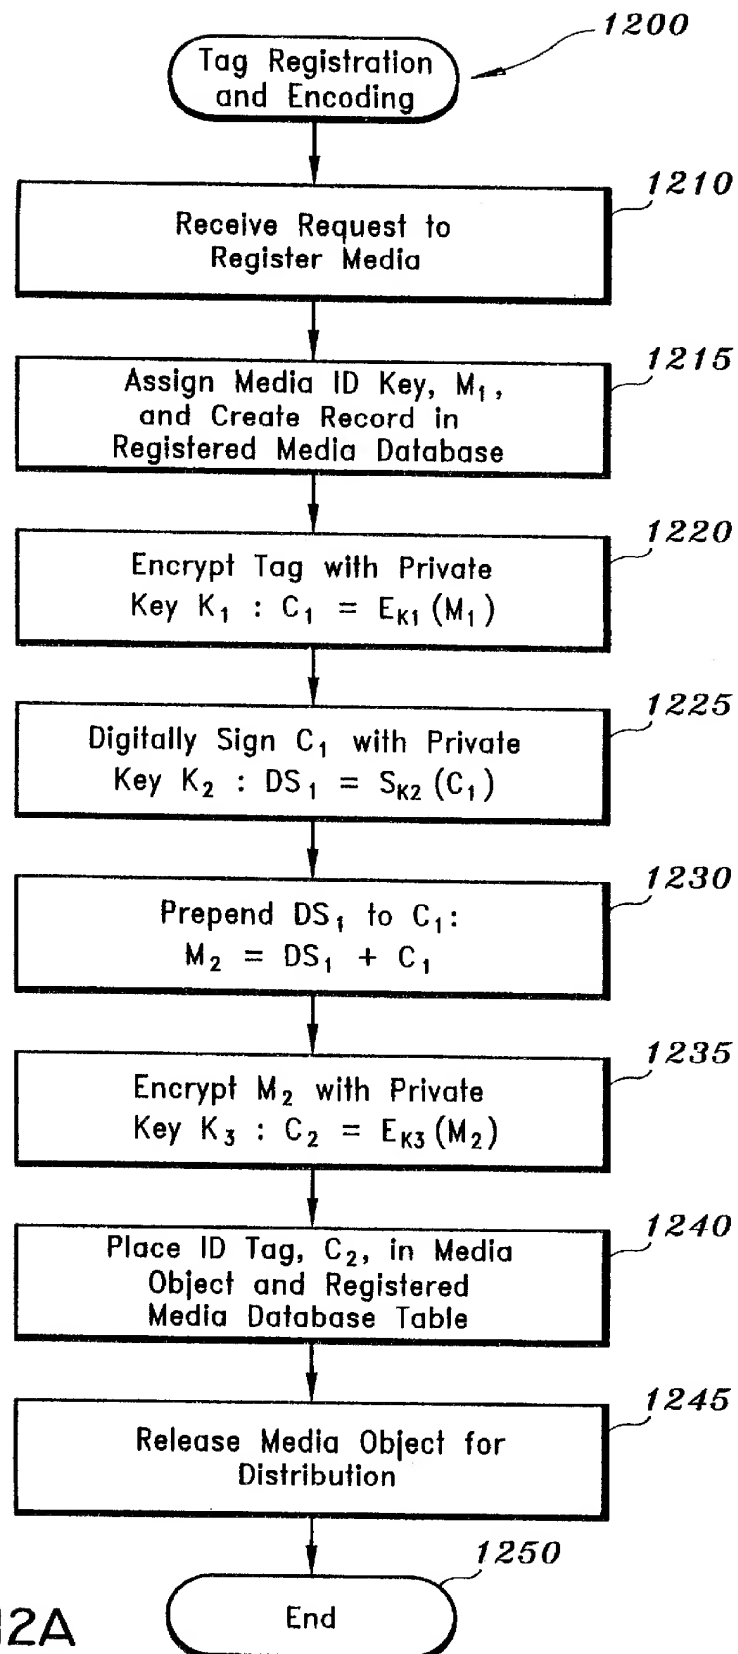 1200
Tag Registration
and Encoding
1210
Receive Request to
Register Media
1215
Assign Media ID Key, M₁,
and Create Record in
Registered Media Database
1220
Encrypt Tag with Private
Key K₁ : C₁ = E_K1 (M₁)
1225
Digitally Sign C₁ with Private
Key K₂ : DS₁ = S_K2 (C₁)
1230
Prepend DS₁ to C₁:
M₂ = DS₁ + C₁
1235
Encrypt M₂ with Private
Key K₃ : C₂ = E_K3 (M₂)
1240
Place ID Tag, C₂, in Media
Object and Registered
Media Database Table
1245
Release Media Object for
Distribution
1250
End